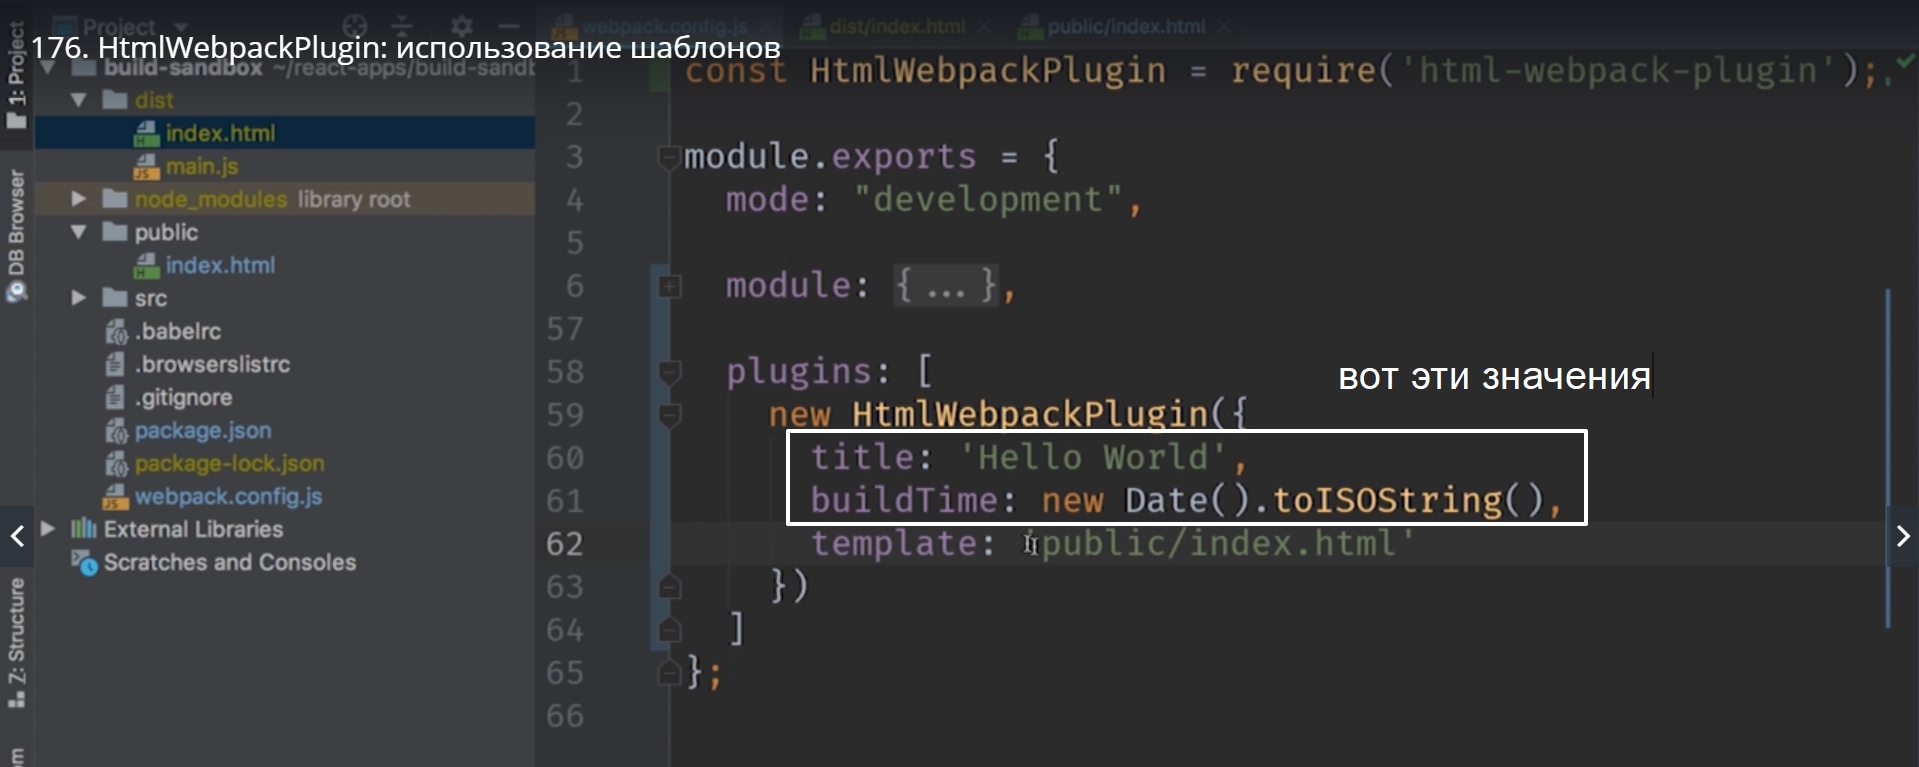 Project
webpack.config.js
dist/index.html
public/index.html
176. HtmlWebpackPlugin: использование шаблонов
1: Project
build-sandbox ~/react-apps/build-sandb
dist
index.html
main.js
node_modules library root
public
index.html
src
.babelrc
.browserslistrc
.gitignore
package.json
package-lock.json
webpack.config.js
External Libraries
Scratches and Consoles
DB Browser
Z: Structure
1 const HtmlWebpackPlugin = require('html-webpack-plugin');
2
3 module.exports = {
4 mode: "development",
5
6 module: {...},
57
58 plugins: [
вот эти значения
59 new HtmlWebpackPlugin({
60 title: 'Hello World',
61 buildTime: new Date().toISOString(),
62 template: 'public/index.html'
63 })
64 ]
65 };
66